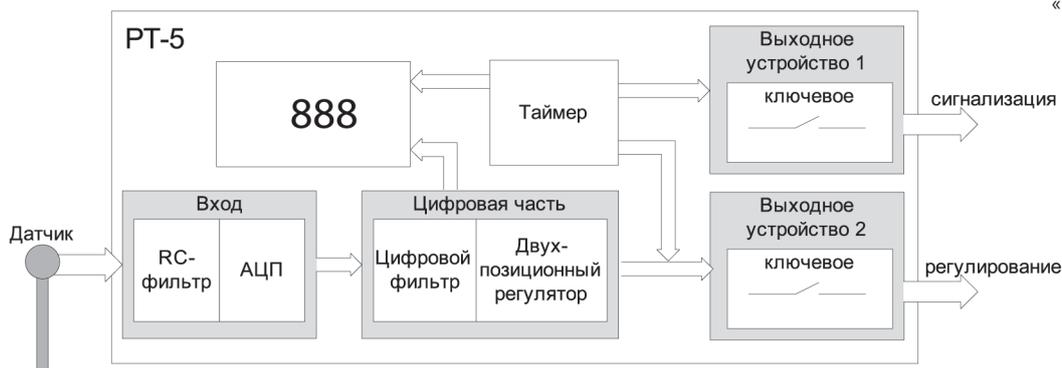 «
РТ-5
888
Таймер
Выходное
устройство 1
ключевое
сигнализация
Вход
RC-
фильтр
АЦП
Цифровая часть
Цифровой
фильтр
Двух-
позиционный
регулятор
Выходное
устройство 2
ключевое
регулирование
Датчик